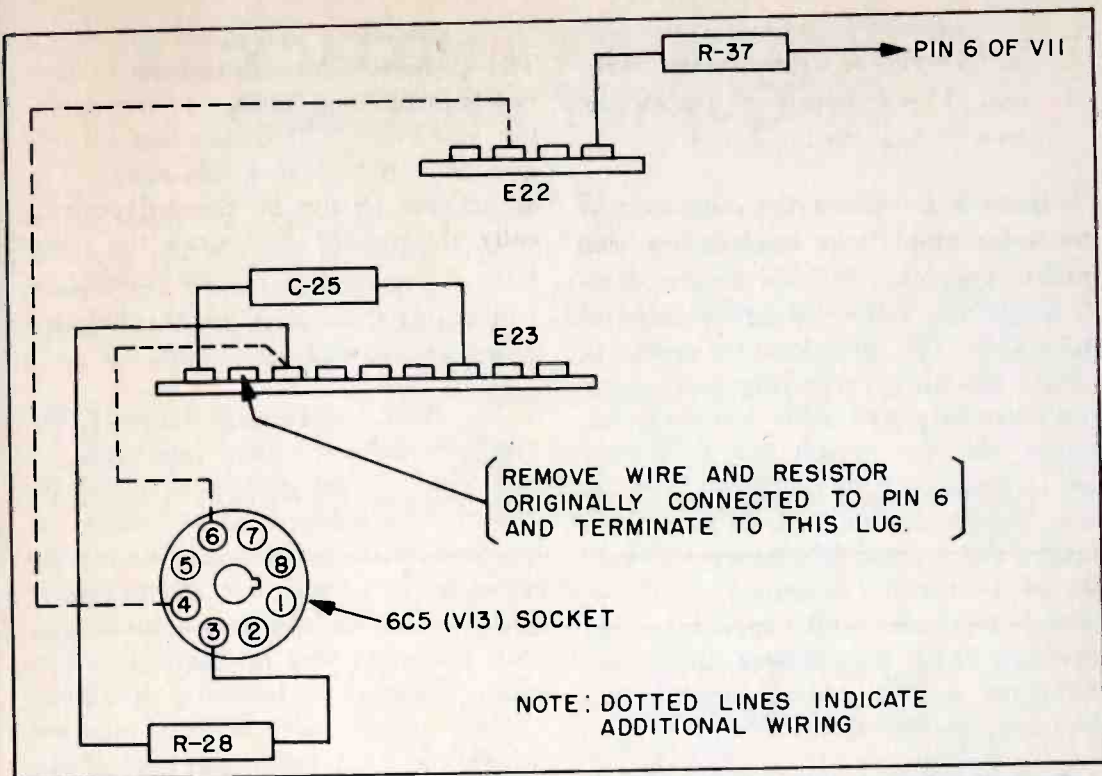 R-37
PIN 6 OF V11
E22
C-25
E23
REMOVE WIRE AND RESISTOR
ORIGINALLY CONNECTED TO PIN 6
AND TERMINATE TO THIS LUG.
6
7
5
8
4
1
3
2
6C5 (V13) SOCKET
NOTE: DOTTED LINES INDICATE
ADDITIONAL WIRING
R-28